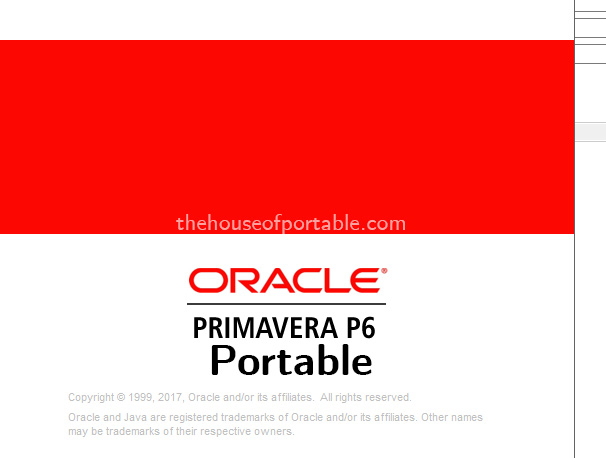 thehouseofportable.com
ORACLE®
PRIMAVERA P6
Portable
Copyright © 1999, 2017, Oracle and/or its affiliates. All rights reserved.
Oracle and Java are registered trademarks of Oracle and/or its affiliates. Other names
may be trademarks of their respective owners.